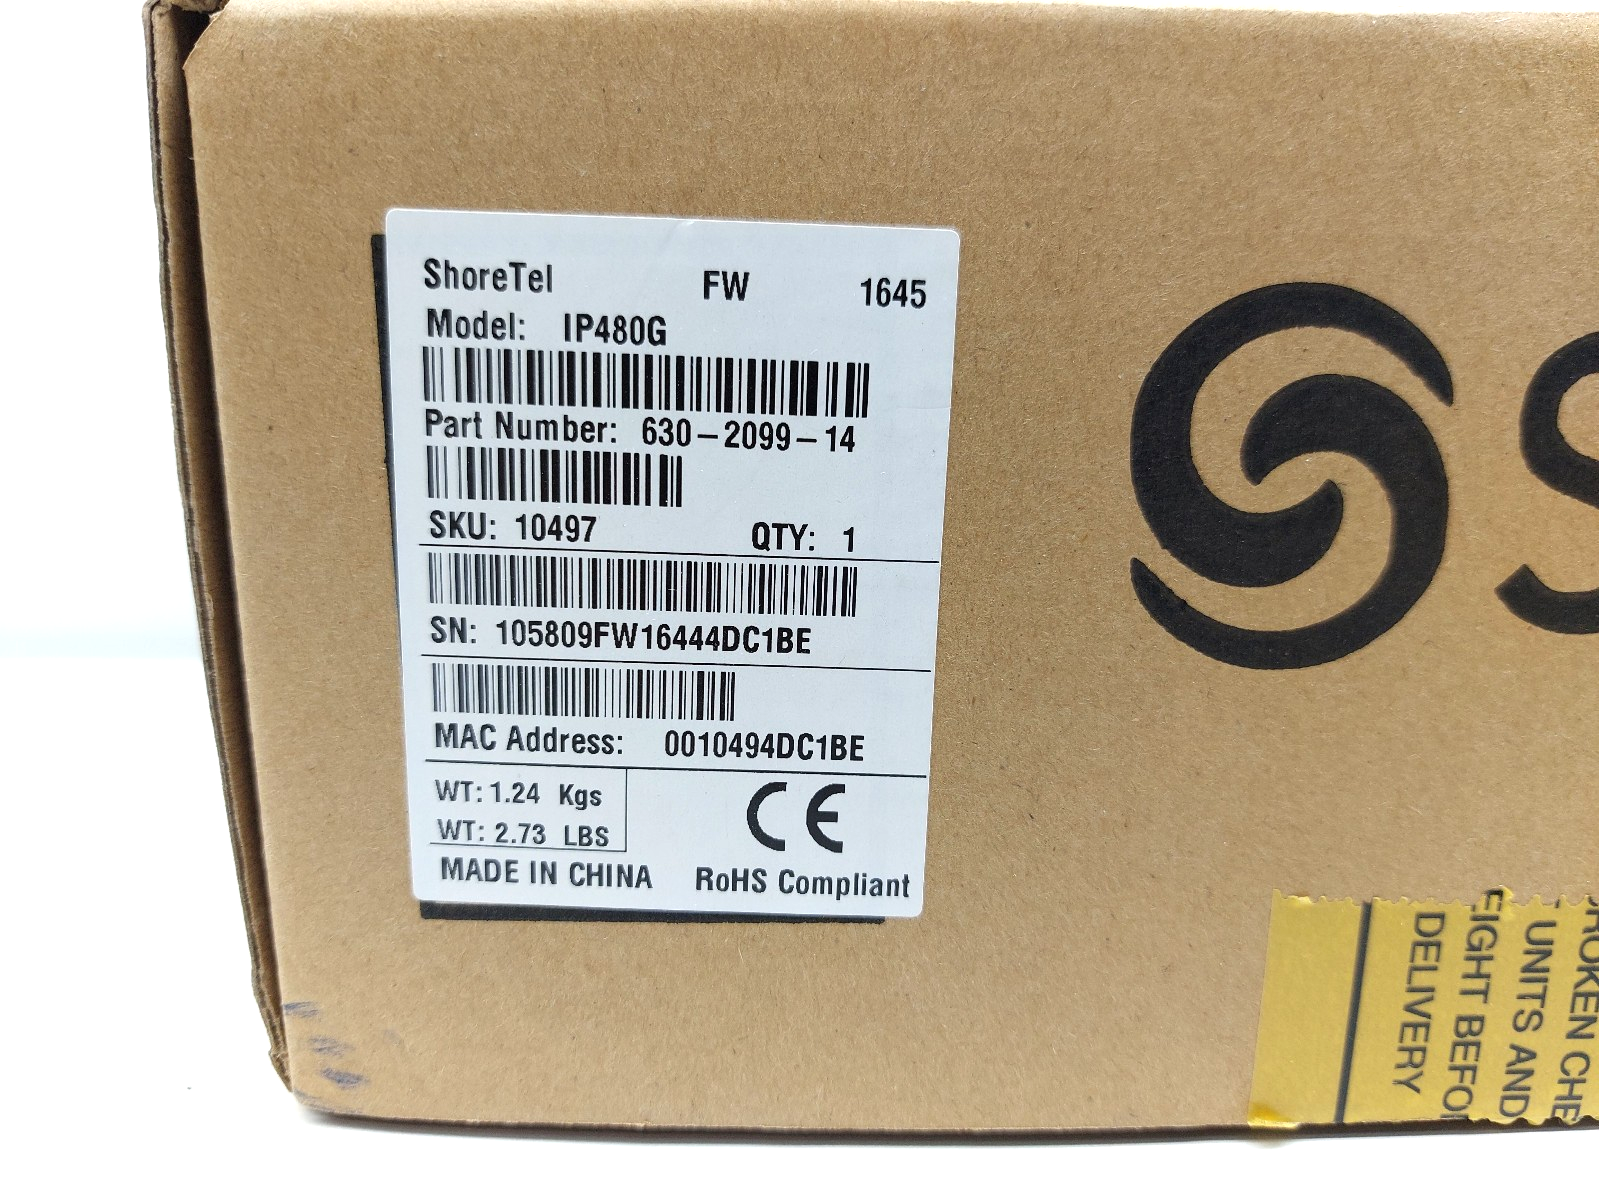 ShoreTel FW 1645
Model: IP480G
Part Number: 630-2099-14
SKU: 10497 QTY: 1
SN: 105809FW16444DC1BE
MAC Address: 0010494DC1BE
WT: 1.24 Kgs
WT: 2.73 LBS
CE
MADE IN CHINA RoHS Compliant
UNITS AND
DELIVERY